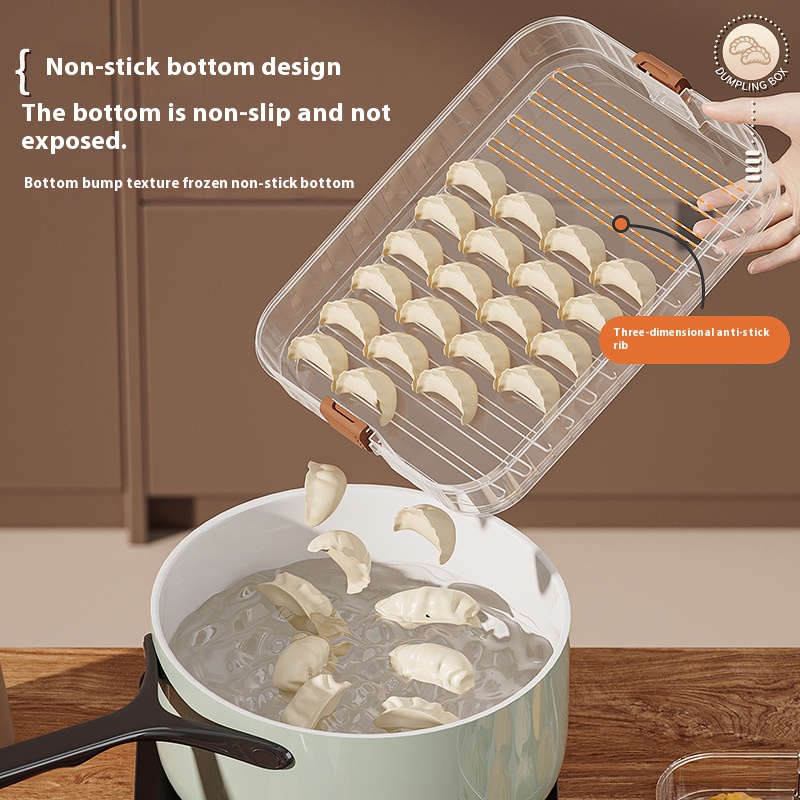 Non-stick bottom design
The bottom is non-slip and not
exposed.
Bottom bump texture frozen non-stick bottom
DUMPLING BOX
Three-dimensional anti-stick
rib